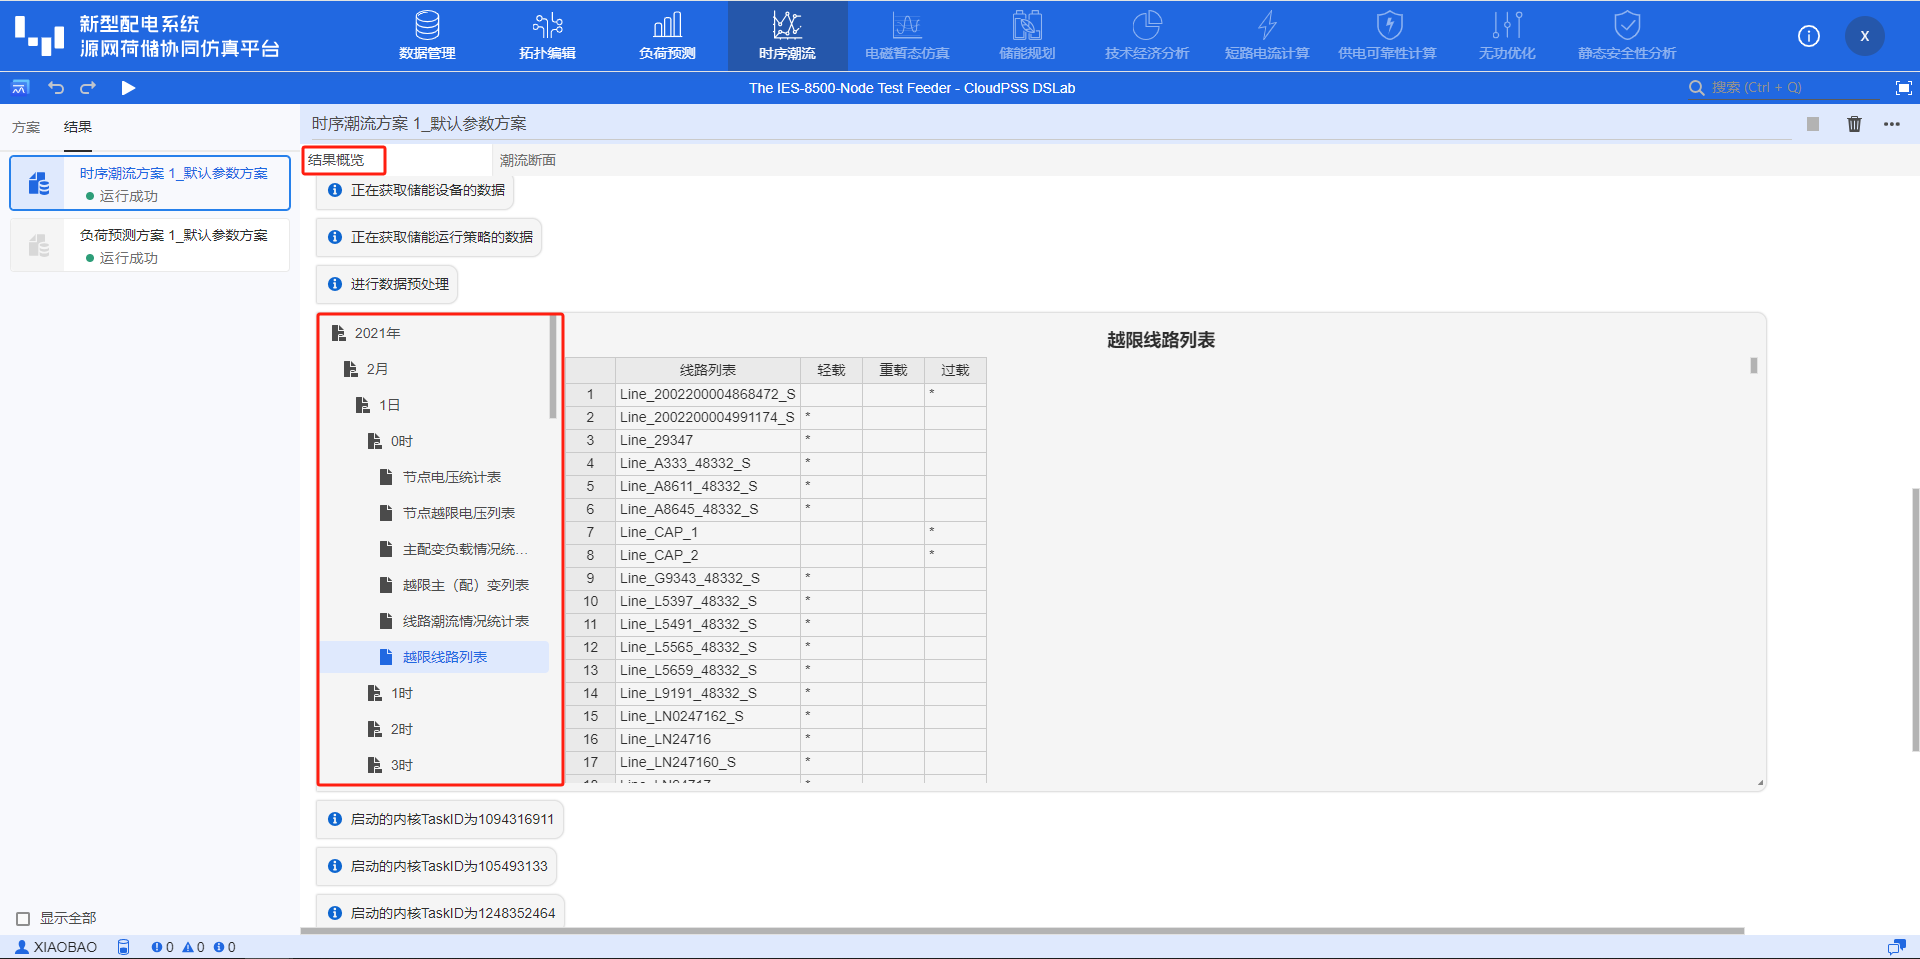 新型配电系统
源网荷储协同仿真平台
数据管理
拓扑编辑
负荷预测
时序潮流
电磁暂态仿真
储能规划
技术经济分析
短路电流计算
供电可靠性计算
无功优化
静态安全性分析
X
The IES-8500-Node Test Feeder - CloudPSS DSLab
搜索 (Ctrl + Q)
方案
结果
时序潮流方案 1_默认参数方案
运行成功
负荷预测方案 1_默认参数方案
运行成功
时序潮流方案 1_默认参数方案
结果概览
潮流断面
正在获取储能设备的数据
正在获取储能运行策略的数据
进行数据预处理
2021年
2月
1日
0时
节点电压统计表
节点越限电压列表
主配变负载情况统...
越限主（配）变列表
线路潮流情况统计表
越限线路列表
1时
2时
3时
越限线路列表
线路列表 轻载 重载 过载
1 Line_2002200004868472_S *
2 Line_2002200004991174_S *
3 Line_29347 *
4 Line_A333_48332_S *
5 Line_A8611_48332_S *
6 Line_A8645_48332_S *
7 Line_CAP_1 *
8 Line_CAP_2 *
9 Line_G9343_48332_S *
10 Line_L5397_48332_S *
11 Line_L5491_48332_S *
12 Line_L5565_48332_S *
13 Line_L5659_48332_S *
14 Line_L9191_48332_S *
15 Line_LN0247162_S *
16 Line_LN24716 *
17 Line_LN247160_S *
启动的内核TaskID为1094316911
启动的内核TaskID为105493133
启动的内核TaskID为1248352464
显示全部
XIAOBAO
0 0 0